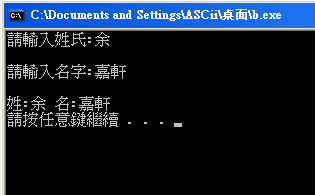 C:\Documents and Settings\ASCii\桌面\b.exe
請輸入姓氏:余
請輸入名字:嘉軒
姓:余 名:嘉軒
請按任意鍵繼續 . . .